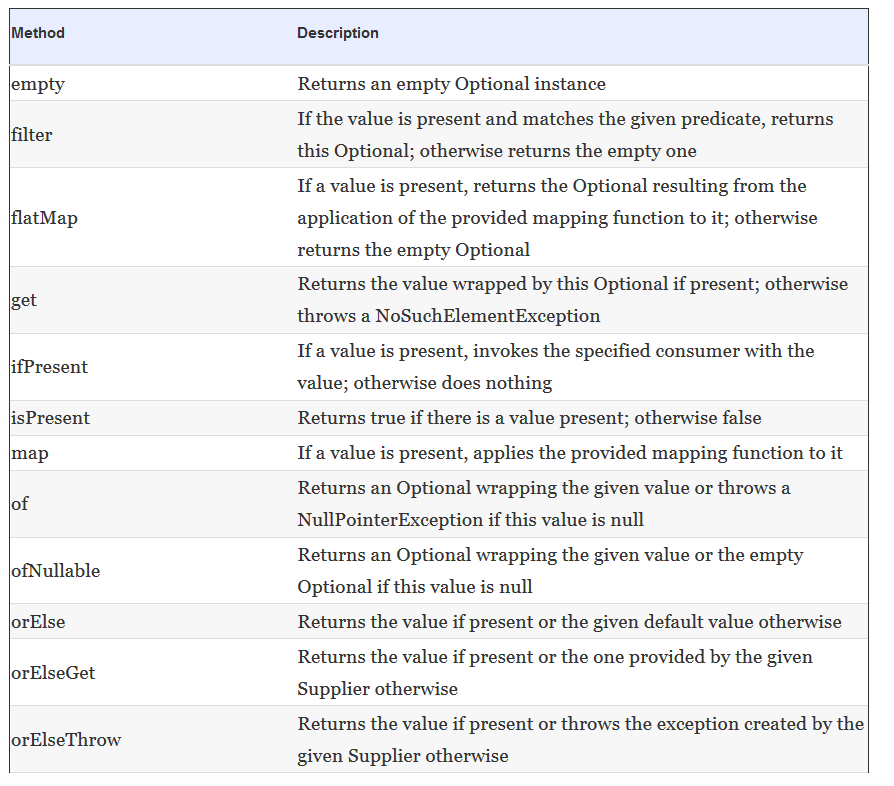 Method Description
empty Returns an empty Optional instance
If the value is present and matches the given predicate, returns
filter
this Optional; otherwise returns the empty one
If a value is present, returns the Optional resulting from the
flatMap application of the provided mapping function to it; otherwise
returns the empty Optional
Returns the value wrapped by this Optional if present; otherwise
get
throws a NoSuchElementException
If a value is present, invokes the specified consumer with the
ifPresent
value; otherwise does nothing
isPresent Returns true if there is a value present; otherwise false
map If a value is present, applies the provided mapping function to it
Returns an Optional wrapping the given value or throws a
of
NullPointerException if this value is null
Returns an Optional wrapping the given value or the empty
ofNullable
Optional if this value is null
orElse Returns the value if present or the given default value otherwise
Returns the value if present or the one provided by the given
orElseGet
Supplier otherwise
Returns the value if present or throws the exception created by the
orElseThrow
given Supplier otherwise